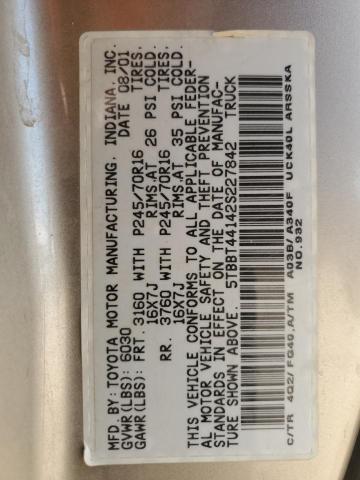 MFD. BY: TOYOTA MOTOR MANUFACTURING, INDIANA, INC.
GVWR(LBS): 6030 DATE 08/01
GAWR(LBS): FRT. 3160 WITH P245/70R16 TIRES,
16X7J RIMS,AT 26 PSI COLD.
RR. 3760 WITH P245/70R16 TIRES,
16X7J RIMS,AT 35 PSI COLD.
THIS VEHICLE CONFORMS TO ALL APPLICABLE FEDER-
AL MOTOR VEHICLE SAFETY AND THEFT PREVENTION
STANDARDS IN EFFECT ON THE DATE OF MANUFAC-
TURE SHOWN ABOVE. 5TBBT44142S227842 TRUCK
C/TR 4Q2/ FG40,A/TM A03B/ A340F UCK40L ARSSKA
NO.932